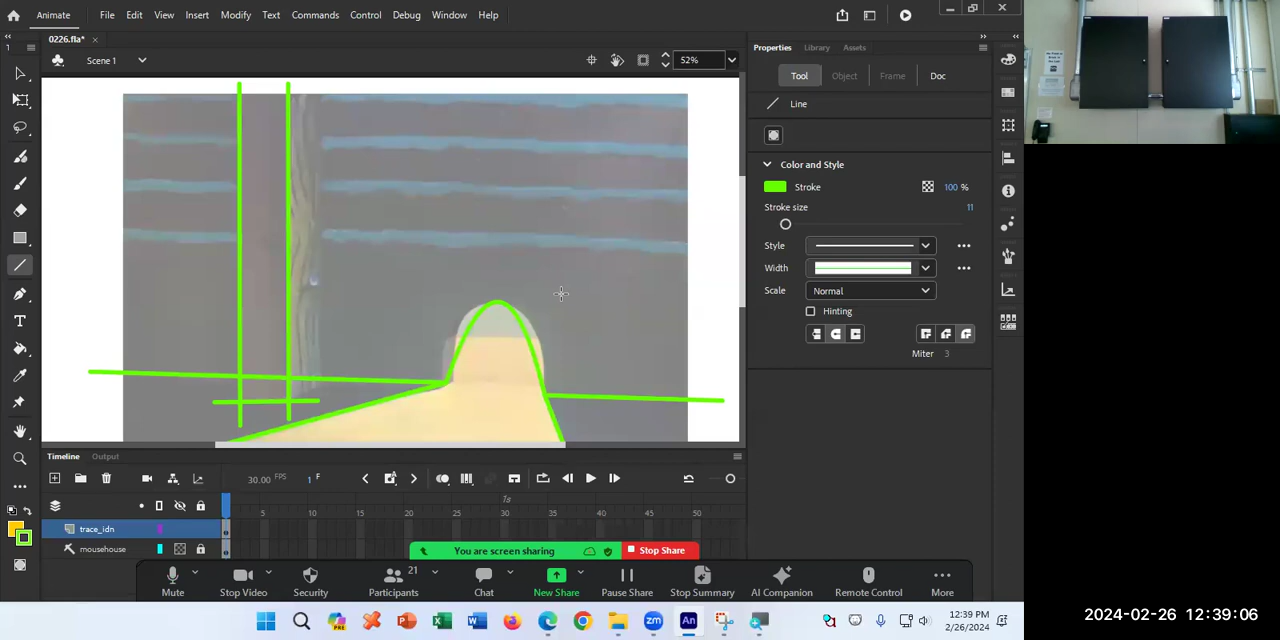 Animate File Edit View Insert Modify Text Commands Control Debug Window Help
0226.fla* ×
Scene 1 52%
Properties Library Assets
Tool Object Frame Doc
Line
Color and Style
Stroke 100 %
Stroke size 11
Style
Width
Scale Normal
Hinting
Miter 3
Timeline Output
30.00 FPS 1 F
1s
5 10 15 20 25 30 35 40 45 50
trace_idn
mousehouse
You are screen sharing Stop Share
Mute Stop Video Security Participants 21 Chat New Share Pause Share Stop Summary AI Companion Remote Control More
12:39 PM
2/26/2024
2024-02-26 12:39:06